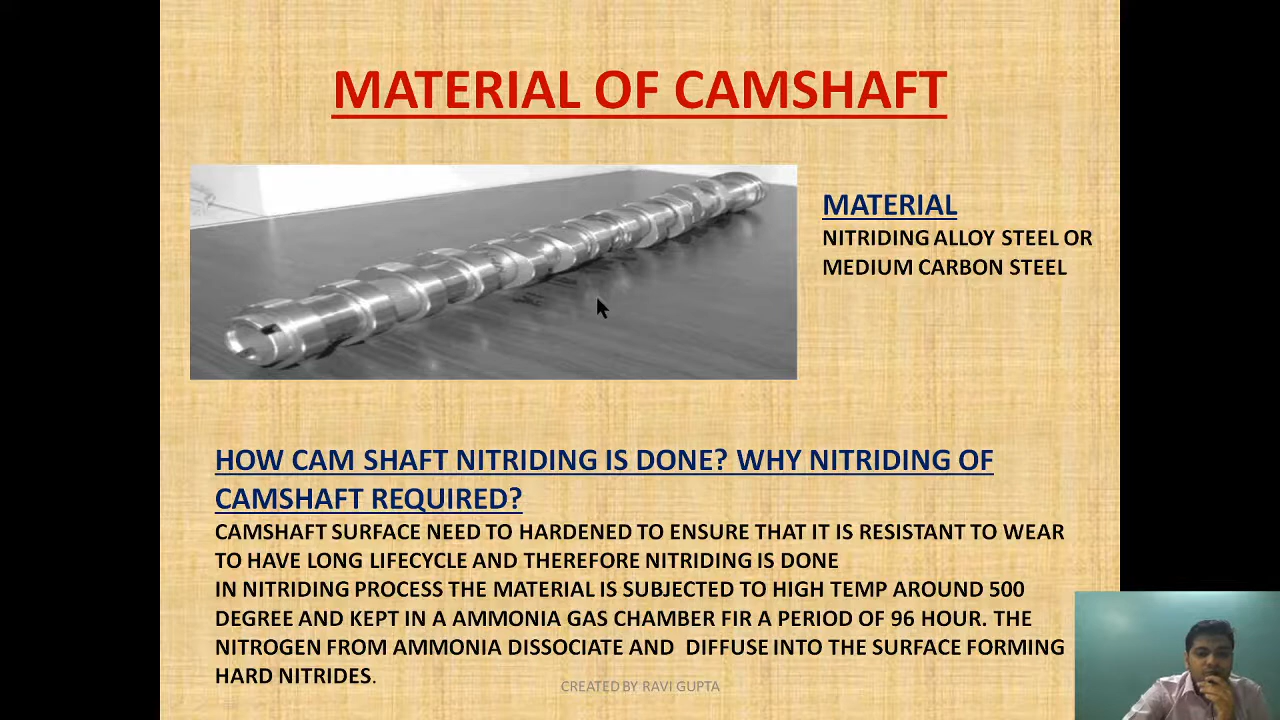 MATERIAL OF CAMSHAFT
MATERIAL
NITRIDING ALLOY STEEL OR
MEDIUM CARBON STEEL
HOW CAM SHAFT NITRIDING IS DONE? WHY NITRIDING OF
CAMSHAFT REQUIRED?
CAMSHAFT SURFACE NEED TO HARDENED TO ENSURE THAT IT IS RESISTANT TO WEAR
TO HAVE LONG LIFECYCLE AND THEREFORE NITRIDING IS DONE
IN NITRIDING PROCESS THE MATERIAL IS SUBJECTED TO HIGH TEMP AROUND 500
DEGREE AND KEPT IN A AMMONIA GAS CHAMBER FIR A PERIOD OF 96 HOUR. THE
NITROGEN FROM AMMONIA DISSOCIATE AND DIFFUSE INTO THE SURFACE FORMING
HARD NITRIDES.
CREATED BY RAVI GUPTA